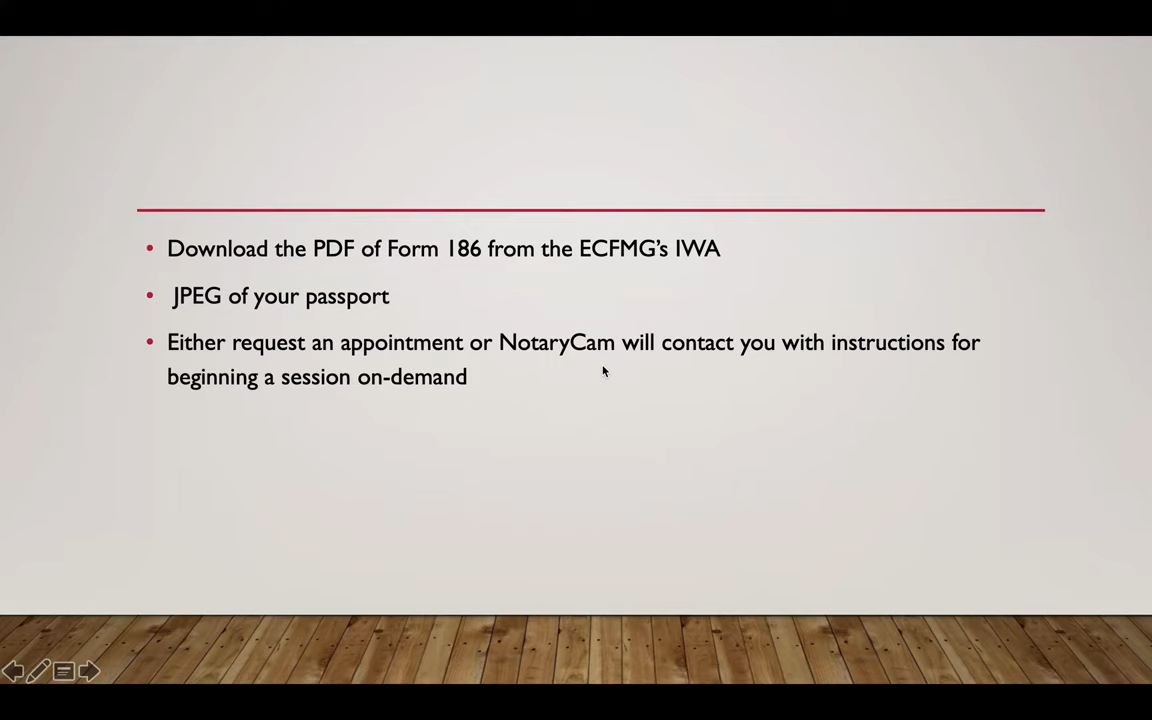 • Download the PDF of Form 186 from the ECFMG's IWA
• JPEG of your passport
• Either request an appointment or NotaryCam will contact you with instructions for
beginning a session on-demand